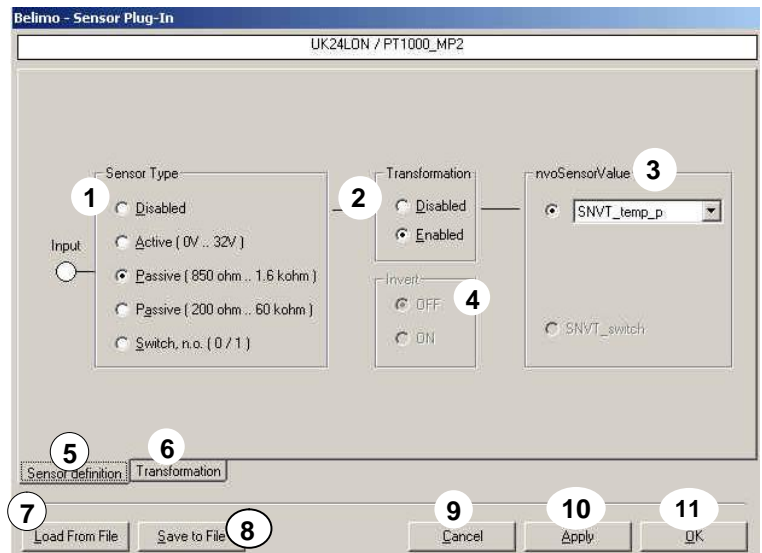 Belimo - Sensor Plug-In
UK24LON / PT1000_MP2
Sensor Type
1
Disabled
Active ( 0V .. 32V )
Passive ( 850 ohm .. 1.6 kohm )
Passive ( 200 ohm .. 60 kohm )
Switch, n.o. ( 0 / 1 )
Input
Transformation
2
Disabled
Enabled
Invert
4
OFF
ON
nvoSensorValue
3
SNVT_temp_p
SNVT_switch
5
6
Sensor definition
Transformation
7
Load From File
Save to File
8
9
Cancel
10
Apply
11
OK